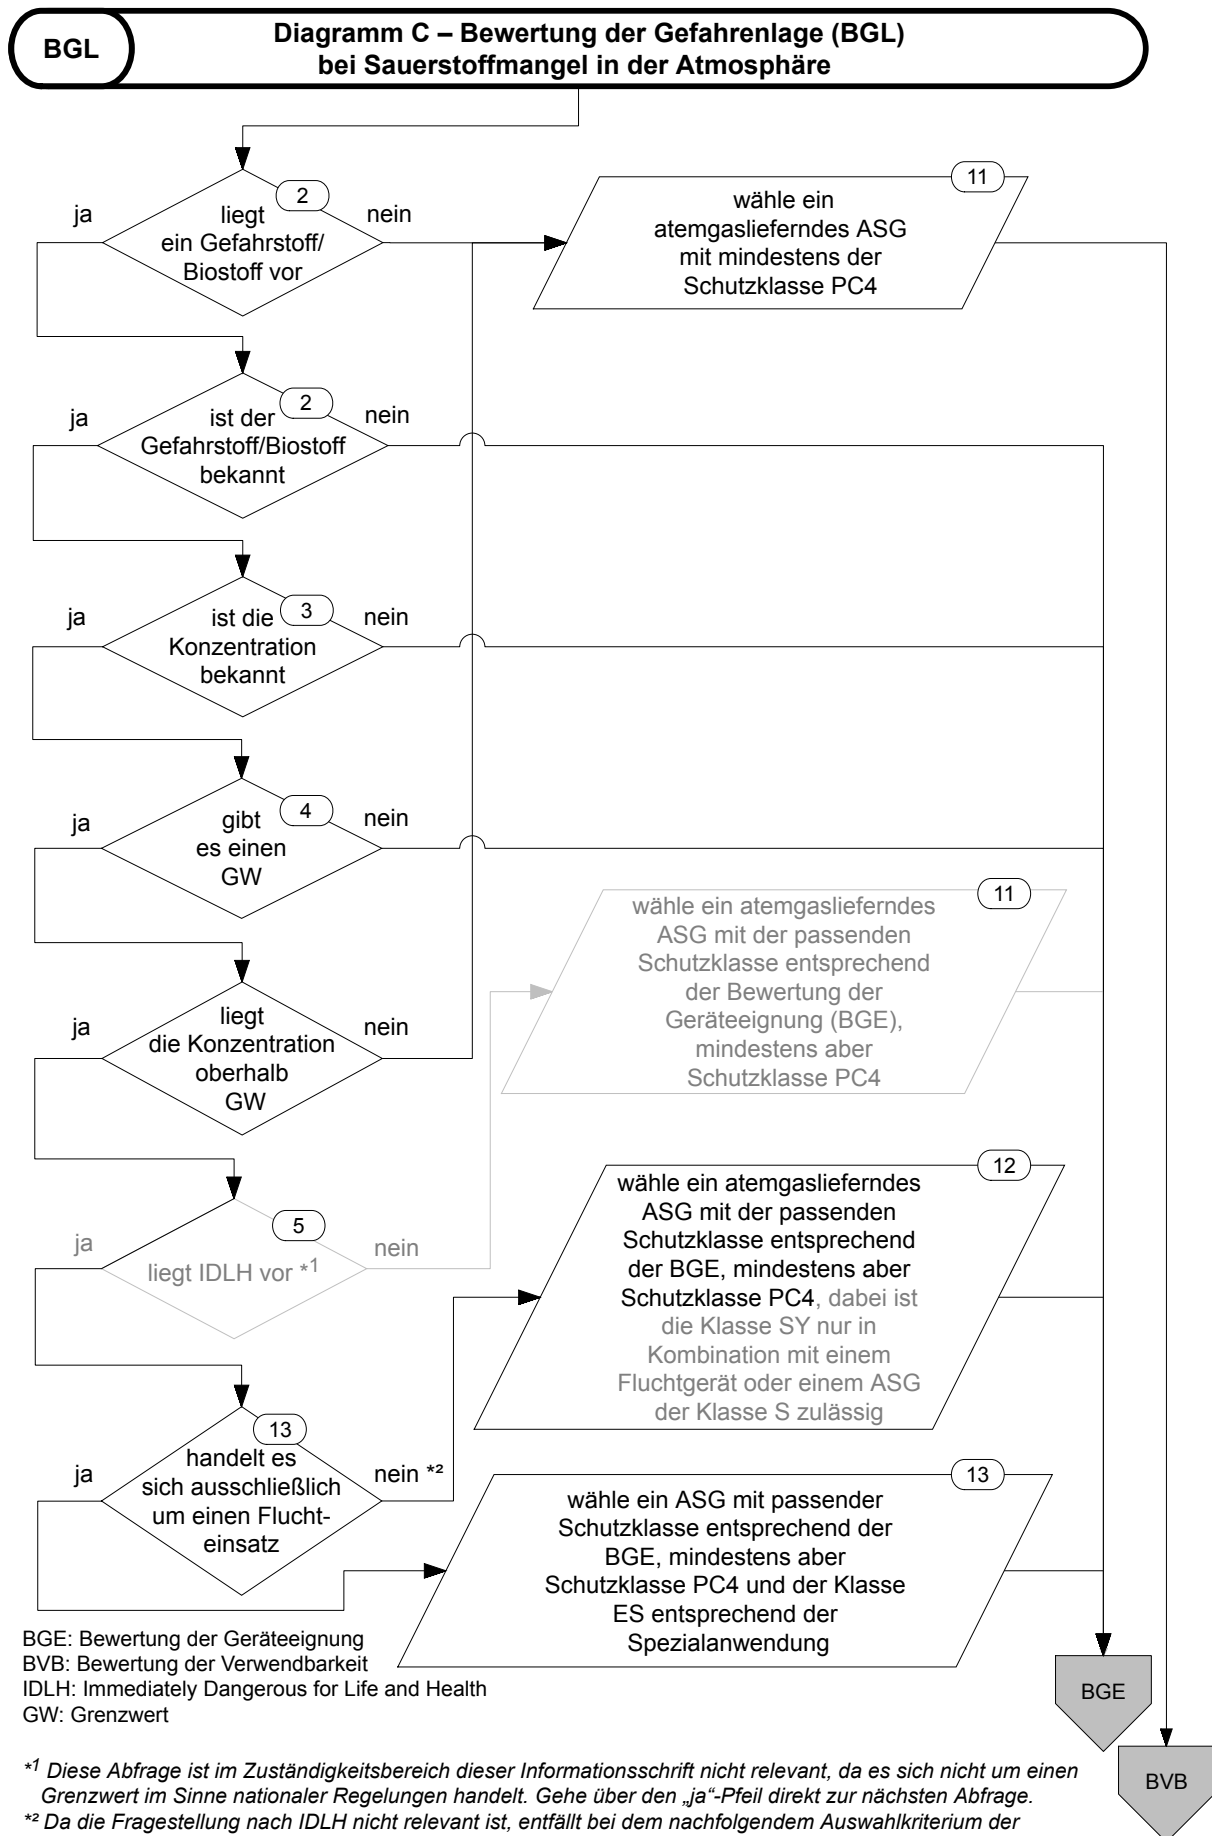 BGL
Diagramm C – Bewertung der Gefahrenlage (BGL)
bei Sauerstoffmangel in der Atmosphäre
2
ja
liegt
ein Gefahrstoff/
Biostoff vor
nein
11
wähle ein
atemgaslieferndes ASG
mit mindestens der
Schutzklasse PC4
2
ja
ist der
Gefahrstoff/Biostoff
bekannt
nein
3
ja
ist die
Konzentration
bekannt
nein
4
ja
gibt
es einen
GW
nein
11
wähle ein atemgaslieferndes
ASG mit der passenden
Schutzklasse entsprechend
der Bewertung der
Geräteeignung (BGE),
mindestens aber
Schutzklasse PC4
ja
liegt
die Konzentration
oberhalb
GW
nein
12
wähle ein atemgaslieferndes
ASG mit der passenden
Schutzklasse entsprechend
der BGE, mindestens aber
Schutzklasse PC4, dabei ist
die Klasse SY nur in
Kombination mit einem
Fluchtgerät oder einem ASG
der Klasse S zulässig
5
ja
liegt IDLH vor *1
nein
13
ja
handelt es
sich ausschließlich
um einen Flucht-
einsatz
nein *²
13
wähle ein ASG mit passender
Schutzklasse entsprechend der
BGE, mindestens aber
Schutzklasse PC4 und der Klasse
ES entsprechend der
Spezialanwendung
BGE: Bewertung der Geräteeignung
BVB: Bewertung der Verwendbarkeit
IDLH: Immediately Dangerous for Life and Health
GW: Grenzwert
BGE
BVB
*1 Diese Abfrage ist im Zuständigkeitsbereich dieser Informationsschrift nicht relevant, da es sich nicht um einen
Grenzwert im Sinne nationaler Regelungen handelt. Gehe über den „ja“-Pfeil direkt zur nächsten Abfrage.
*² Da die Fragestellung nach IDLH nicht relevant ist, entfällt bei dem nachfolgendem Auswahlkriterium der